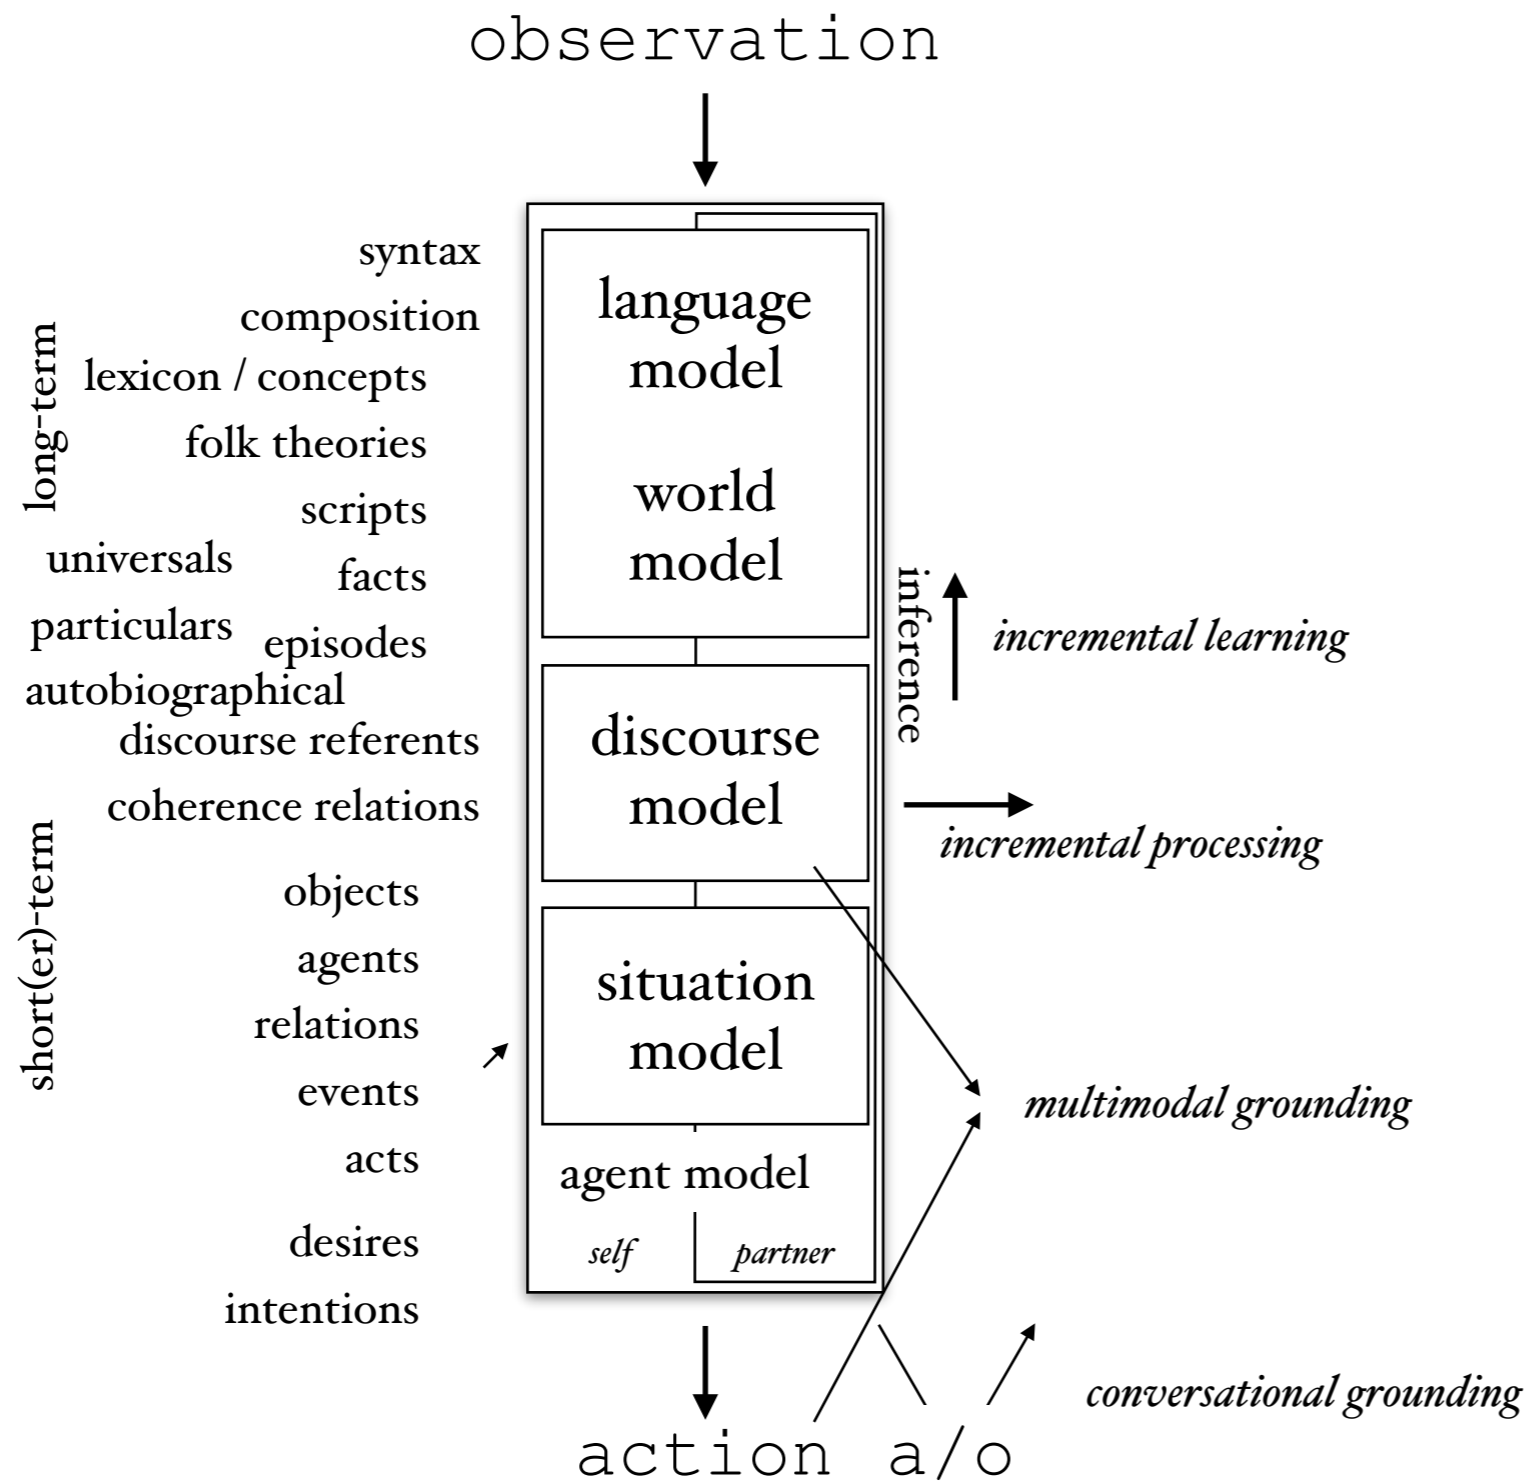 observation
syntax
composition
lexicon / concepts
folk theories
scripts
universals
facts
particulars
episodes
autobiographical
discourse referents
coherence relations
objects
agents
relations
events
acts
desires
intentions
long-term
short(er)-term
language
model
world
model
discourse
model
situation
model
agent model
self
partner
inference
incremental learning
incremental processing
multimodal grounding
conversational grounding
action a/o